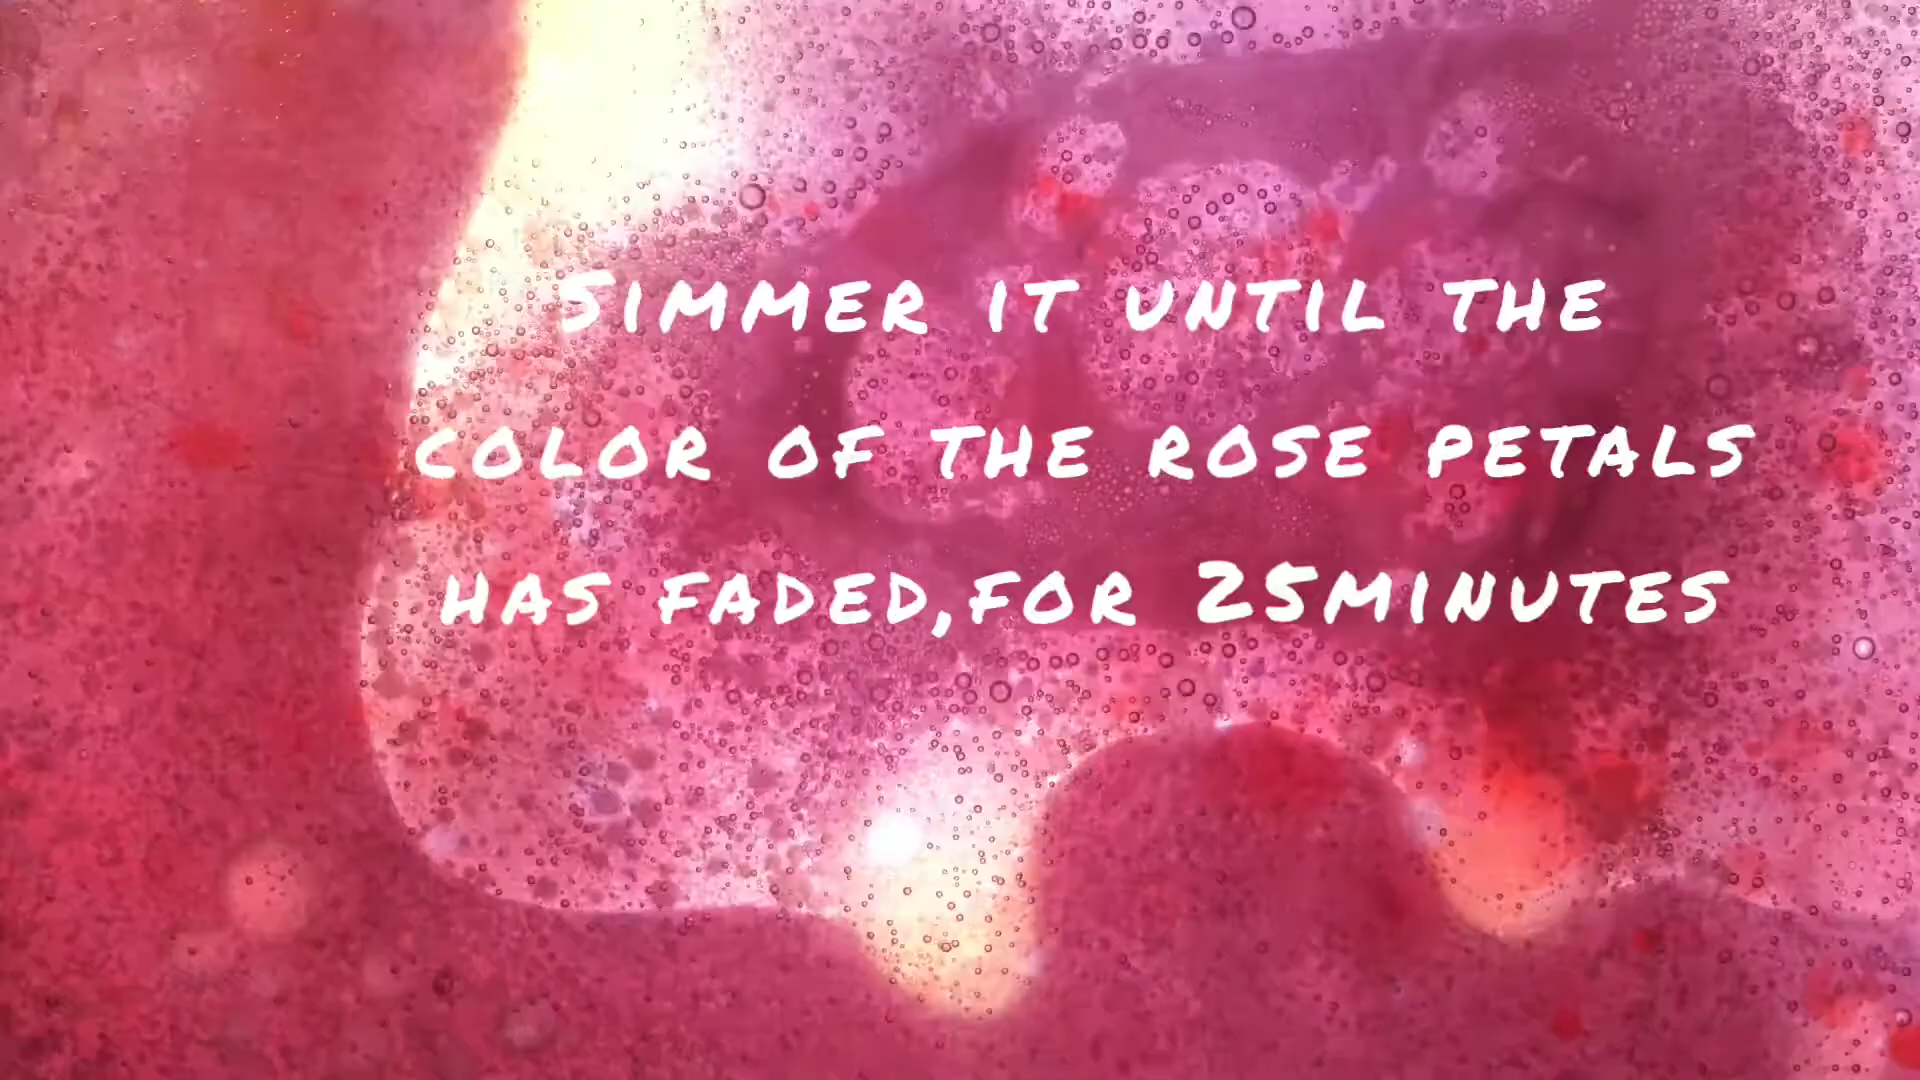 Simmer it until the
color of the rose petals
has faded,for 25minutes